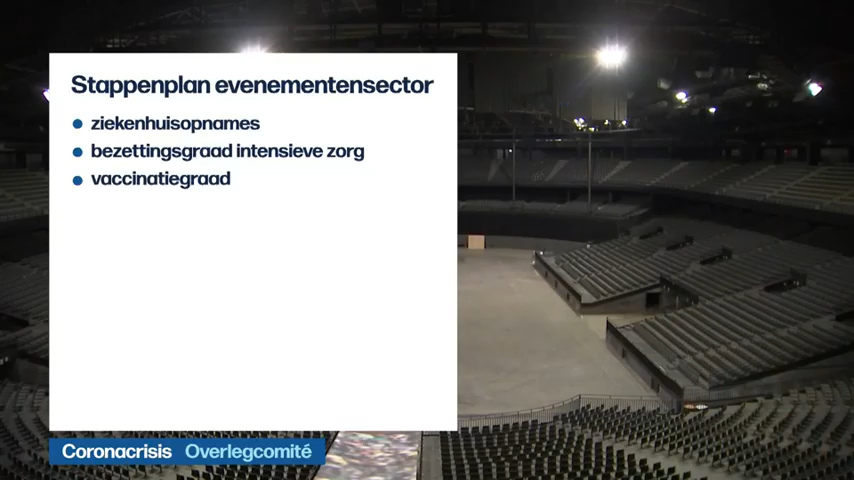 Stappenplan evenementensector
ziekenhuisopnames
bezettingsgraad intensieve zorg
vaccinatiegraad
Coronacrisis Overlegcomité